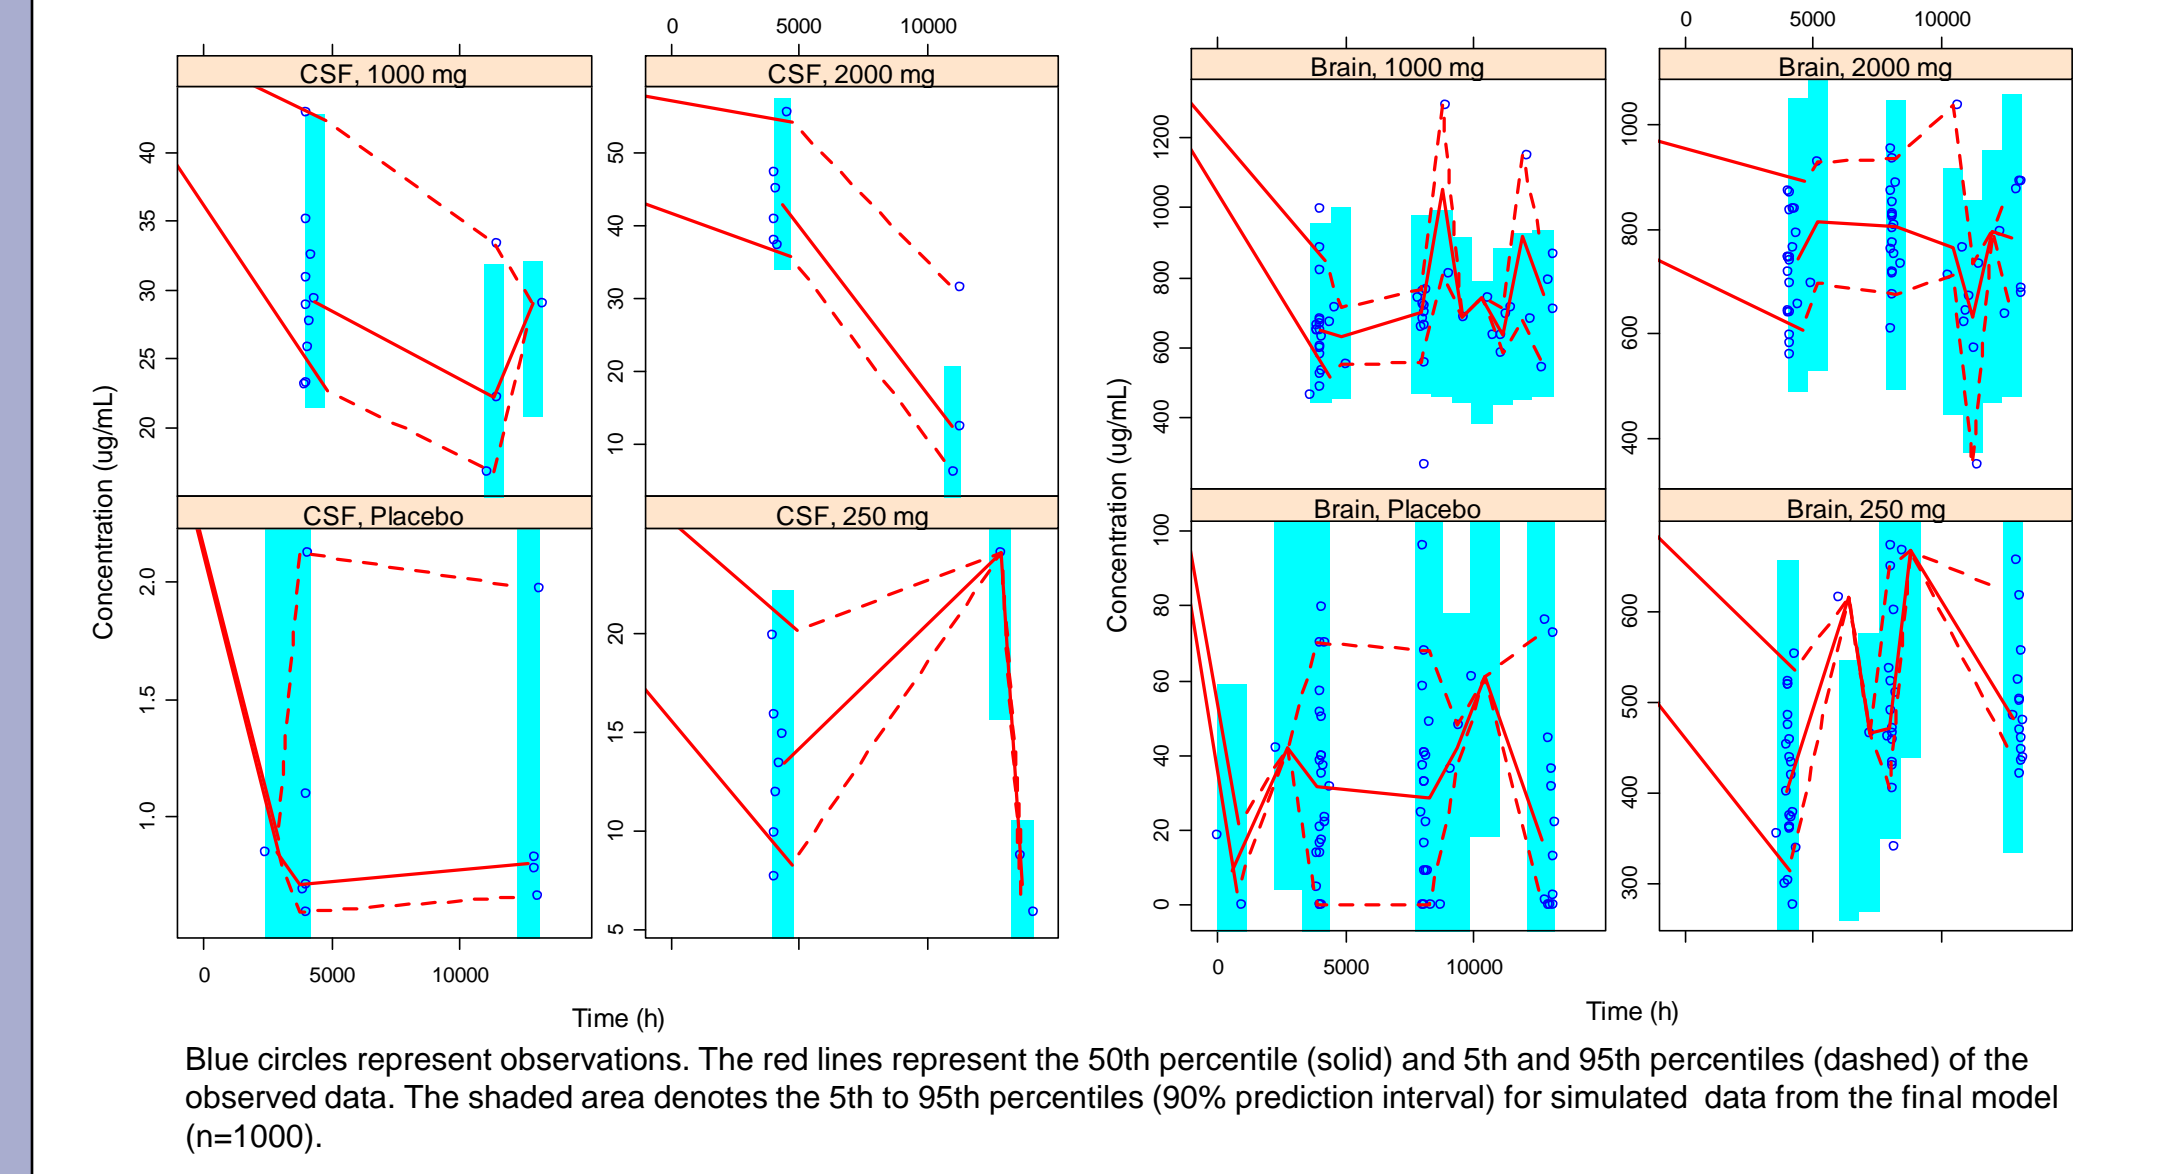 0 5000 10000
0 5000 10000
CSF, 1000 mg
CSF, 2000 mg
Brain, 1000 mg
Brain, 2000 mg
40
35
30
25
20
50
40
30
20
10
1200
1000
800
600
400
1000
800
600
400
CSF, Placebo
CSF, 250 mg
Brain, Placebo
Brain, 250 mg
2.0
1.5
1.0
20
15
10
5
100
80
60
40
20
0
600
500
400
300
Concentration (ug/mL)
Concentration (ug/mL)
0 5000 10000
0 5000 10000
Time (h)
Time (h)
Blue circles represent observations. The red lines represent the 50th percentile (solid) and 5th and 95th percentiles (dashed) of the
observed data. The shaded area denotes the 5th to 95th percentiles (90% prediction interval) for simulated data from the final model
(n=1000).